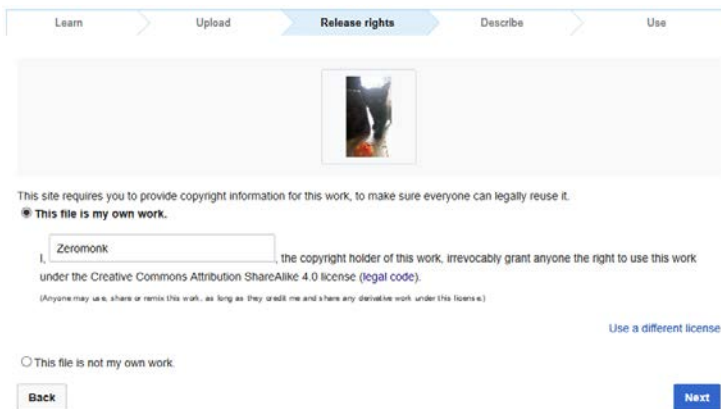 Learn
Upload
Release rights
Describe
Use
This site requires you to provide copyright information for this work, to make sure everyone can legally reuse it.
This file is my own work.
I, Zeromonk, the copyright holder of this work, irrevocably grant anyone the right to use this work
under the Creative Commons Attribution ShareAlike 4.0 license (legal code).
(Anyone may use, share or remix this work, as long as they credit me and share any derivative work under this license.)
Use a different license
This file is not my own work.
Back
Next